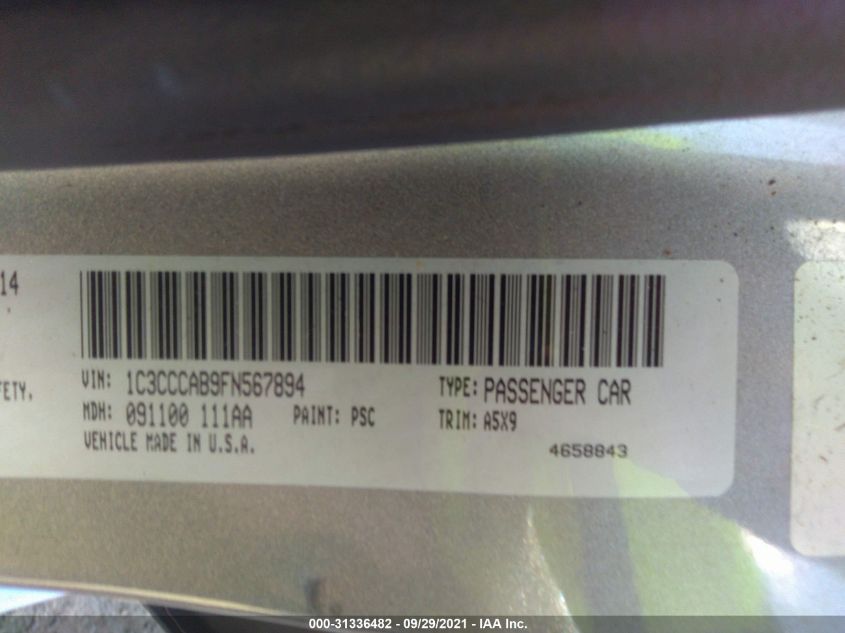 14
VIN: 1C3CCCAB9FN567894 TYPE: PASSENGER CAR
FETY.
MDH: 091100 111AA PAINT: PSC TRIM: A5X9
VEHICLE MADE IN U.S.A. 4658843
000-31336482 - 09/29/2021 - IAA Inc.